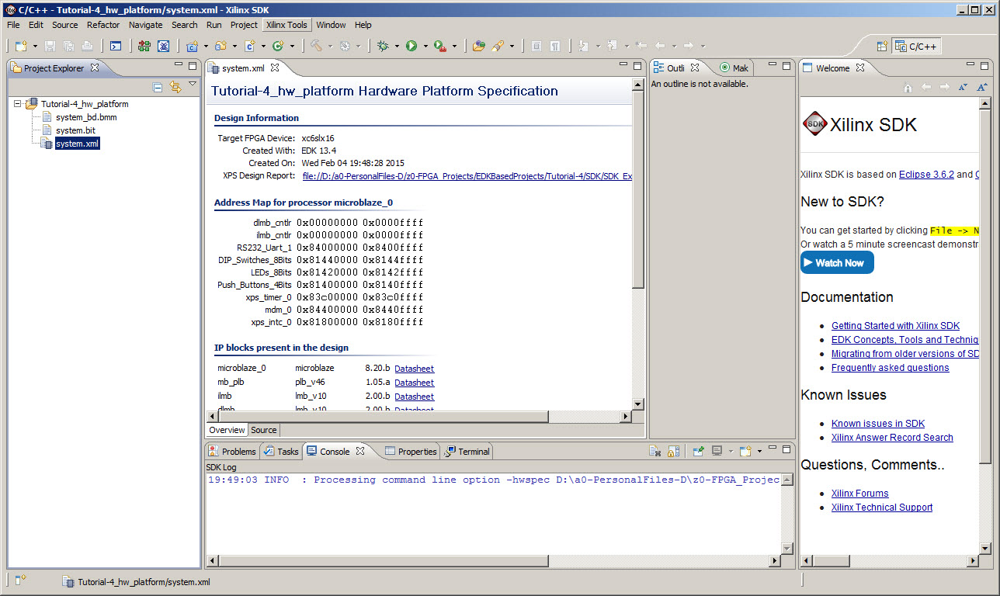 C/C++ - Tutorial-4_hw_platform/system.xml - Xilinx SDK
File Edit Source Refactor Navigate Search Run Project Xilinx Tools Window Help
C/C++
Project Explorer
Tutorial-4_hw_platform
system_bd.bmm
system.bit
system.xml
system.xml
Tutorial-4_hw_platform Hardware Platform Specification
Design Information
Target FPGA Device: xc6slx16
Created With: EDK 13.4
Created On: Wed Feb 04 19:48:28 2015
XPS Design Report: file://D:/a0-PersonalFiles-D/z0-FPGA_Projects/EDKBasedProjects/Tutorial-4/SDK/SDK_Ex
Address Map for processor microblaze_0
dlmb_cntlr 0x00000000 0x0000ffff
ilmb_cntlr 0x00000000 0x0000ffff
RS232_Uart_1 0x84000000 0x8400ffff
DIP_Switches_8Bits 0x81440000 0x8144ffff
LEDs_8Bits 0x81420000 0x8142ffff
Push_Buttons_4Bits 0x81400000 0x8140ffff
xps_timer_0 0x83c00000 0x83c0ffff
mdm_0 0x84400000 0x8440ffff
xps_intc_0 0x81800000 0x8180ffff
IP blocks present in the design
microblaze_0 microblaze 8.20.b Datasheet
mb_plb plb_v46 1.05.a Datasheet
ilmb lmb_v10 2.00.b Datasheet
dlmb lmb_v10 2.00.b Datasheet
Overview Source
Outli Mak
An outline is not available.
Welcome
SDK Xilinx SDK
Xilinx SDK is based on Eclipse 3.6.2 and C
New to SDK?
You can get started by clicking File -> N
Or watch a 5 minute screencast demonstr
Watch Now
Documentation
Getting Started with Xilinx SDK
EDK Concepts, Tools and Techniq
Migrating from older versions of SD
Frequently asked questions
Known Issues
Known issues in SDK
Xilinx Answer Record Search
Questions, Comments..
Xilinx Forums
Xilinx Technical Support
Problems Tasks Console Properties Terminal
SDK Log
19:49:03 INFO : Processing command line option -hwspec D:\a0-PersonalFiles-D\z0-FPGA_Projec
Tutorial-4_hw_platform/system.xml